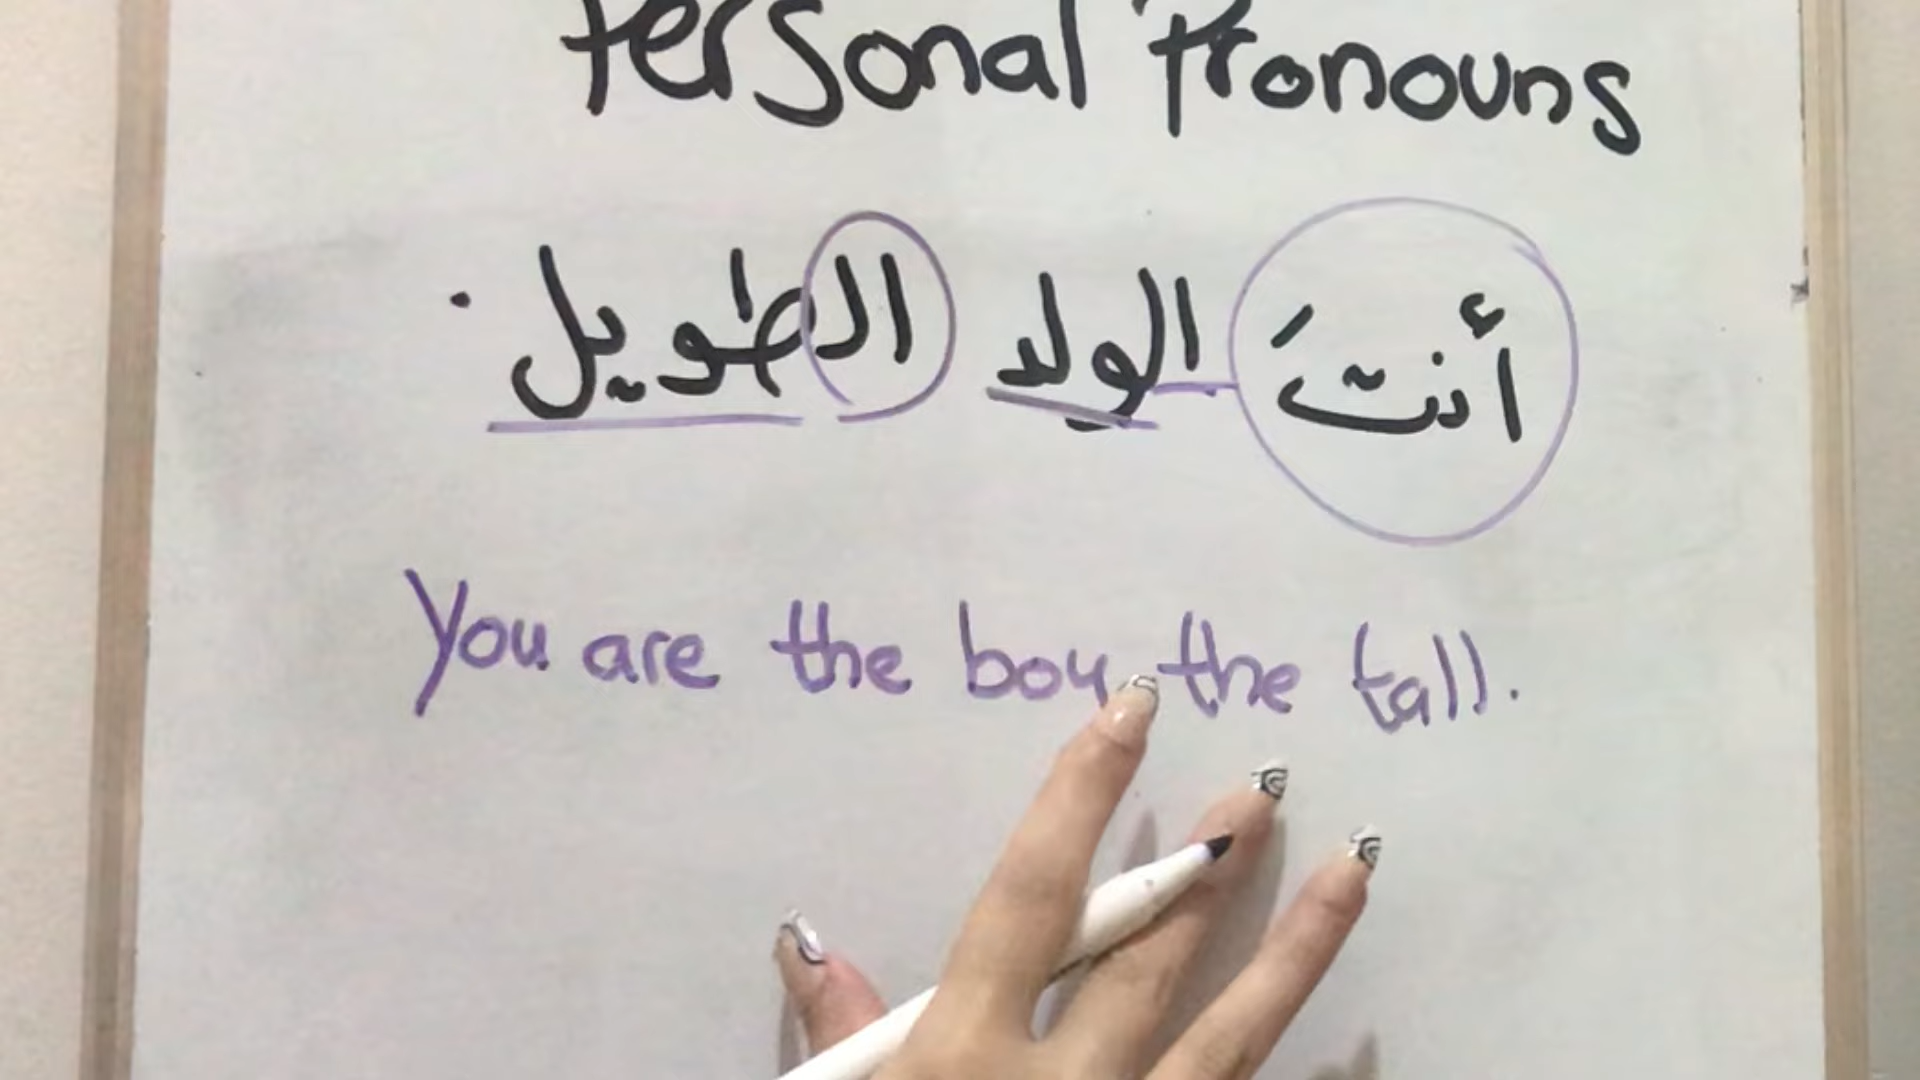 Personal Pronouns
أنتَ الولد الطويل.
You are the boy the tall.